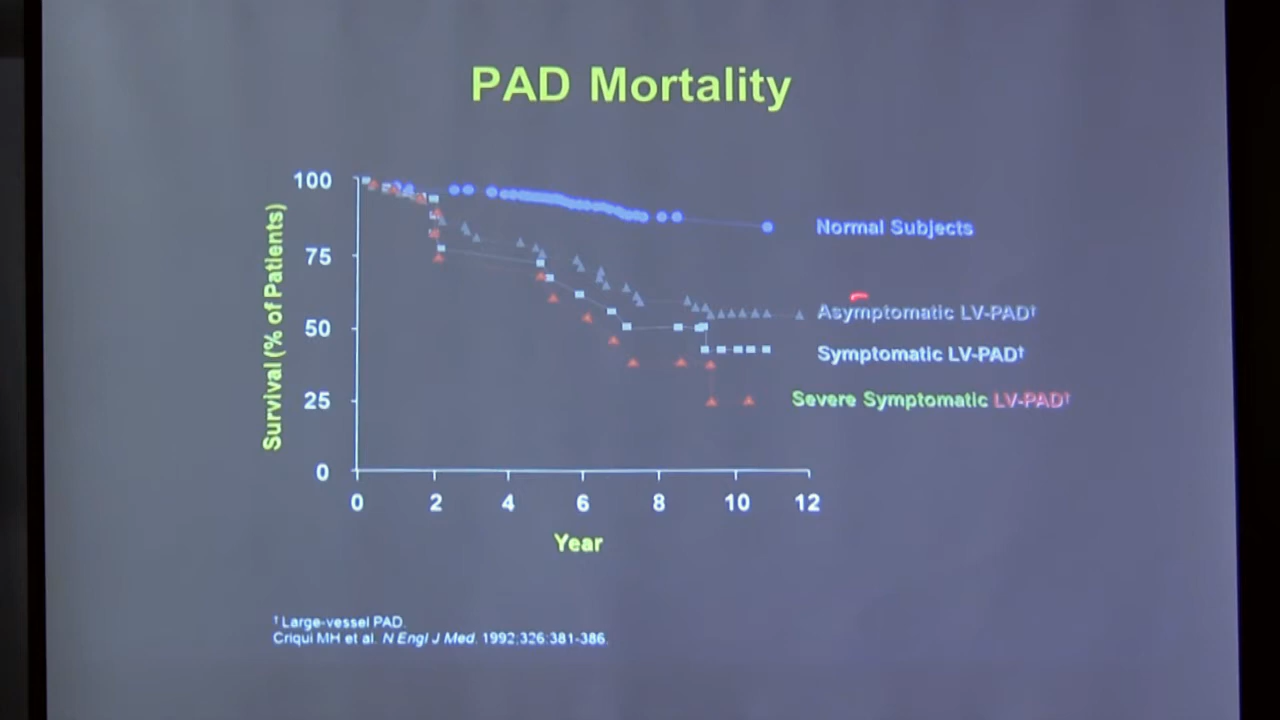 PAD Mortality
100
75
50
25
0
Survival (% of Patients)
0 2 4 6 8 10 12
Year
Normal Subjects
Asymptomatic LV-PAD†
Symptomatic LV-PAD†
Severe Symptomatic LV-PAD†
† Large-vessel PAD.
Criqui MH et al. N Engl J Med. 1992;326:381-386.